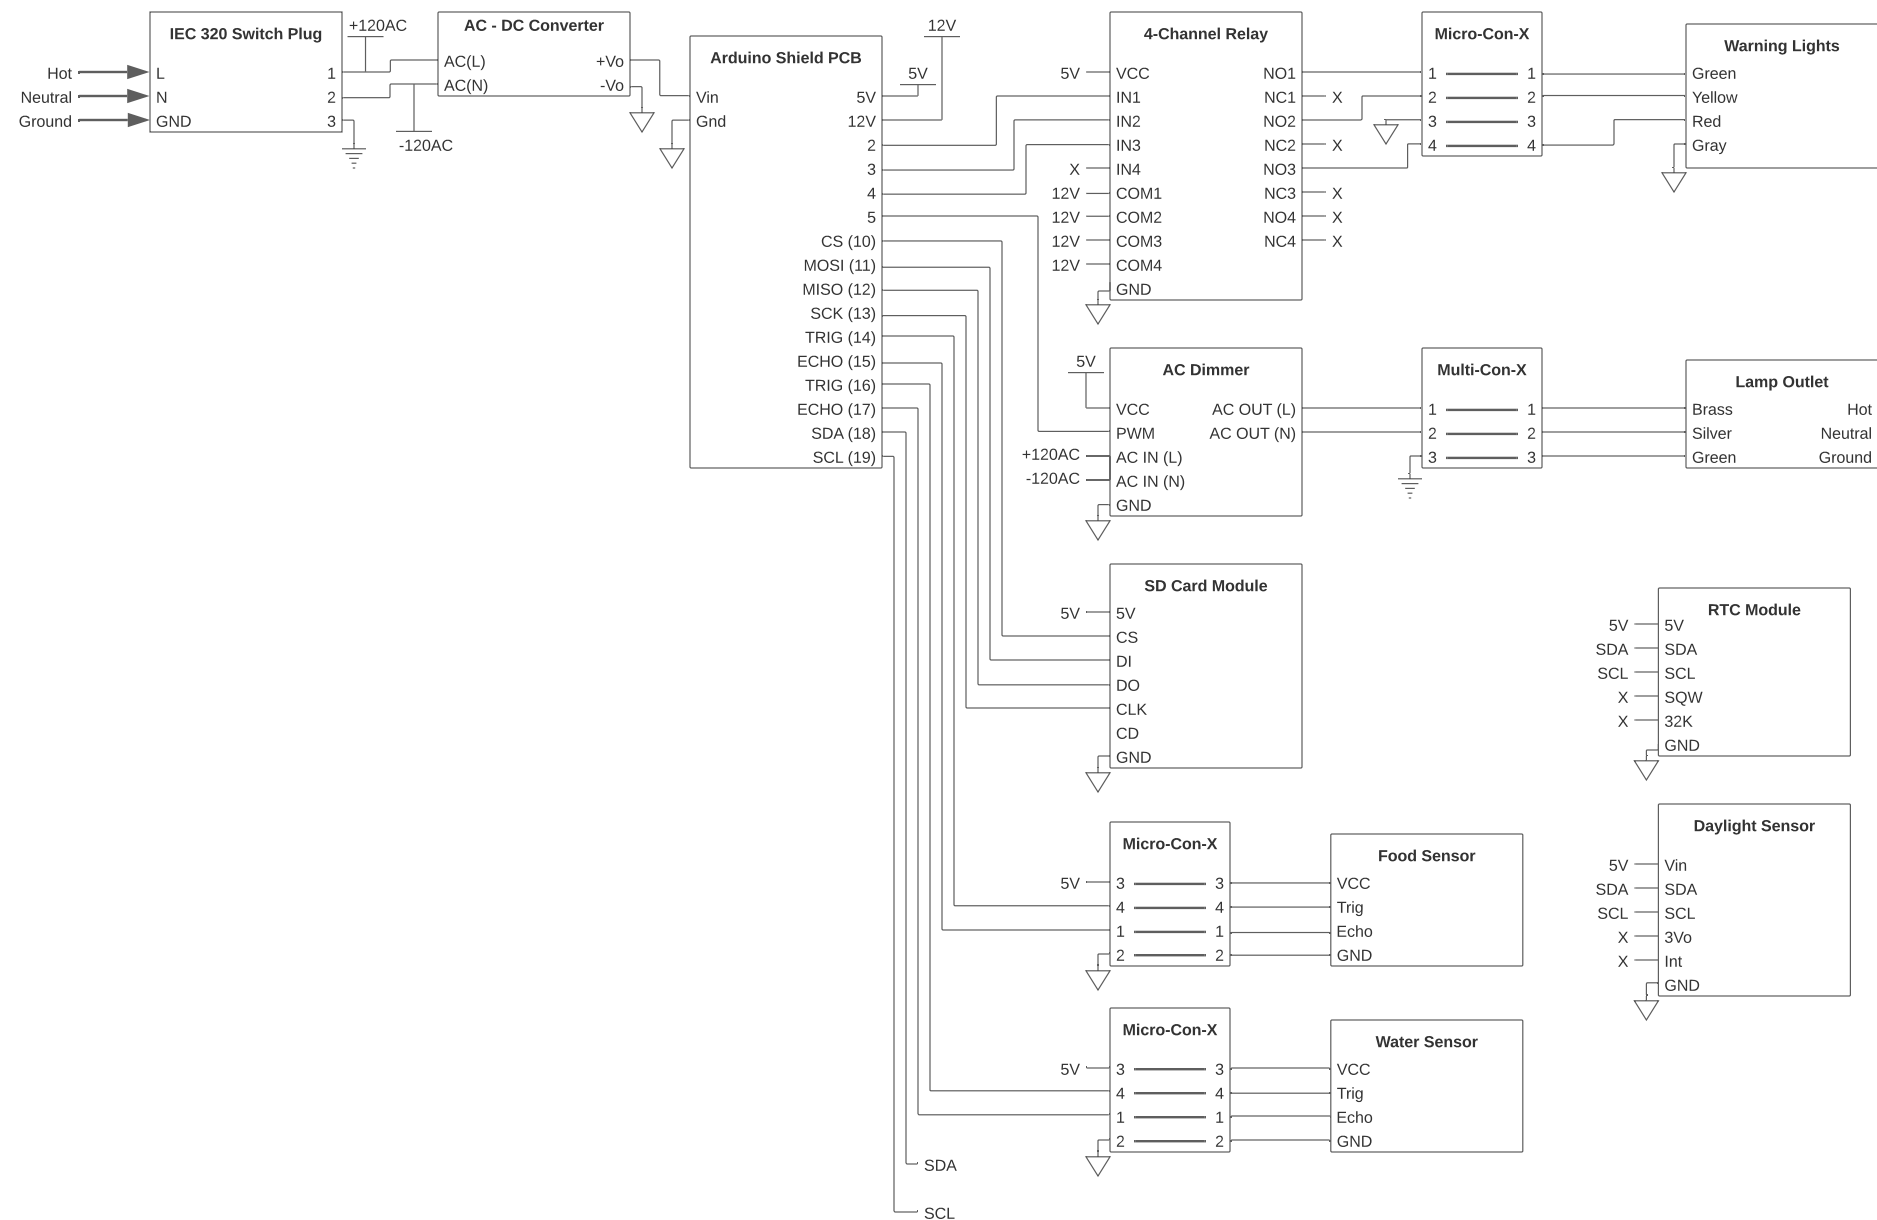 IEC 320 Switch Plug
Hot
Neutral
Ground
L
N
GND
1
2
3
+120AC
-120AC
AC - DC Converter
AC(L)
AC(N)
+Vo
-Vo
Arduino Shield PCB
Vin
Gnd
5V
12V
2
3
4
5
CS (10)
MOSI (11)
MISO (12)
SCK (13)
TRIG (14)
ECHO (15)
TRIG (16)
ECHO (17)
SDA (18)
SCL (19)
12V
5V
SDA
SCL
4-Channel Relay
5V VCC
IN1
IN2
IN3
X IN4
12V COM1
12V COM2
12V COM3
12V COM4
GND
NO1
NC1 X
NO2
NC2 X
NO3
NC3 X
NO4 X
NC4 X
Micro-Con-X
1 1
2 2
3 3
4 4
Warning Lights
Green
Yellow
Red
Gray
AC Dimmer
5V
VCC
PWM
+120AC AC IN (L)
-120AC AC IN (N)
GND
AC OUT (L)
AC OUT (N)
Multi-Con-X
1 1
2 2
3 3
Lamp Outlet
Brass Hot
Silver Neutral
Green Ground
SD Card Module
5V 5V
CS
DI
DO
CLK
CD
GND
RTC Module
5V 5V
SDA SDA
SCL SCL
X SQW
X 32K
GND
Micro-Con-X
5V 3 3
4 4
1 1
2 2
Food Sensor
VCC
Trig
Echo
GND
Daylight Sensor
5V Vin
SDA SDA
SCL SCL
X 3Vo
X Int
GND
Micro-Con-X
5V 3 3
4 4
1 1
2 2
Water Sensor
VCC
Trig
Echo
GND